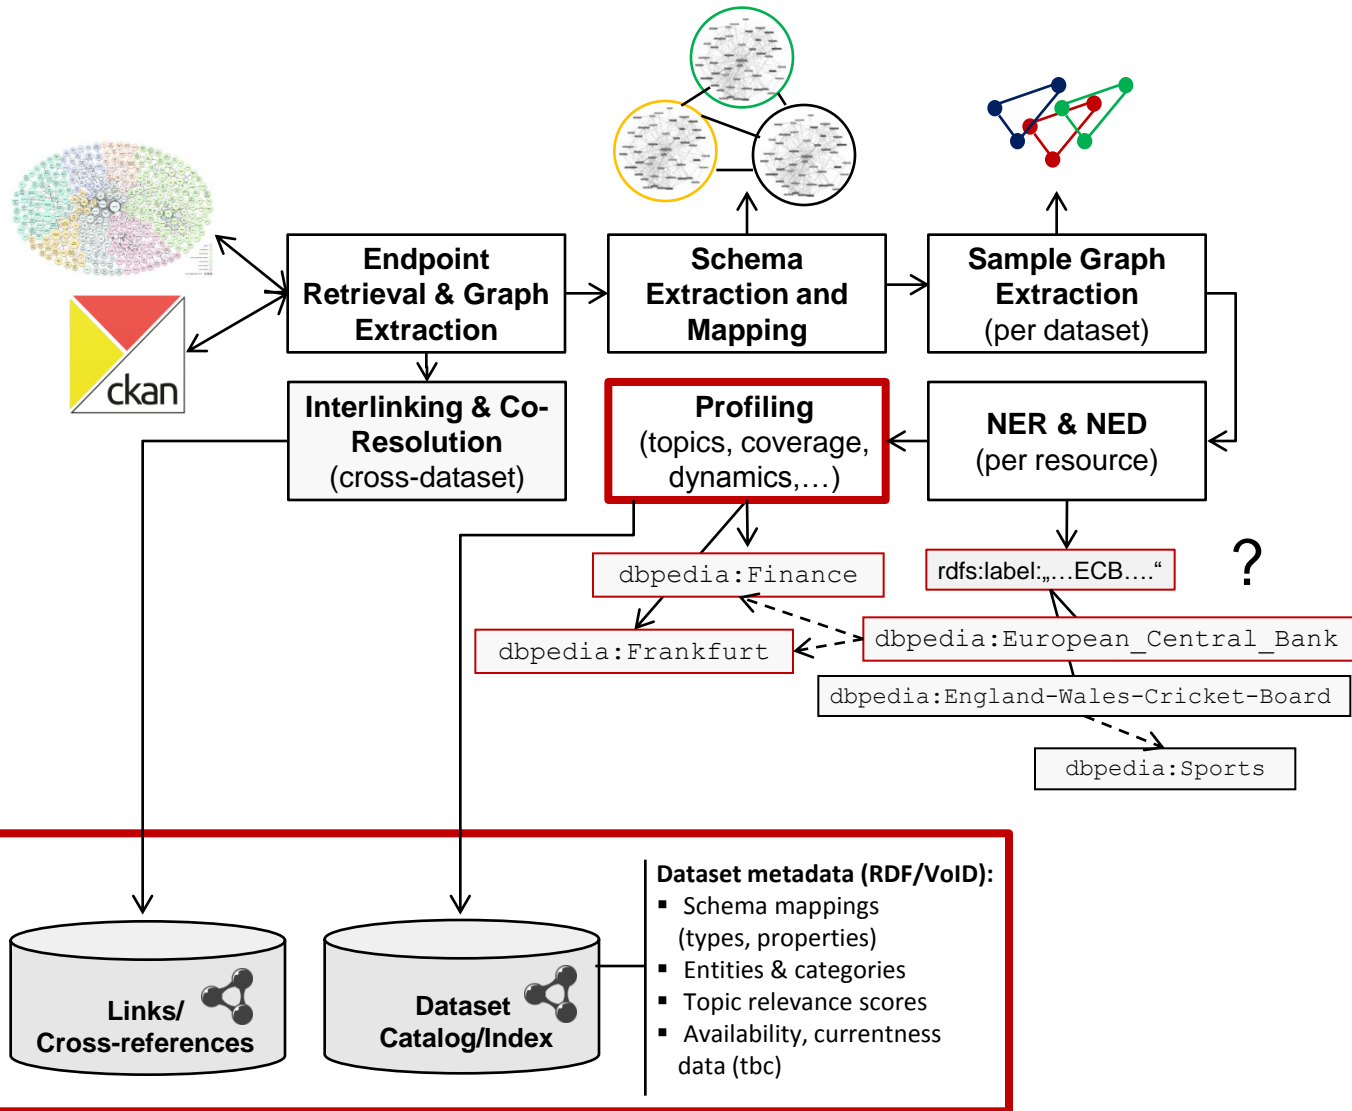 Endpoint
Retrieval & Graph
Extraction
Schema
Extraction and
Mapping
Sample Graph
Extraction
(per dataset)
ckan
Interlinking & Co-
Resolution
(cross-dataset)
Profiling
(topics, coverage,
dynamics,…)
NER & NED
(per resource)
dbpedia:Finance
rdfs:label:„…ECB….“
?
dbpedia:Frankfurt
dbpedia:European_Central_Bank
dbpedia:England-Wales-Cricket-Board
dbpedia:Sports
Links/
Cross-references
Dataset
Catalog/Index
Dataset metadata (RDF/VoID):
▪ Schema mappings
(types, properties)
▪ Entities & categories
▪ Topic relevance scores
▪ Availability, currentness
data (tbc)